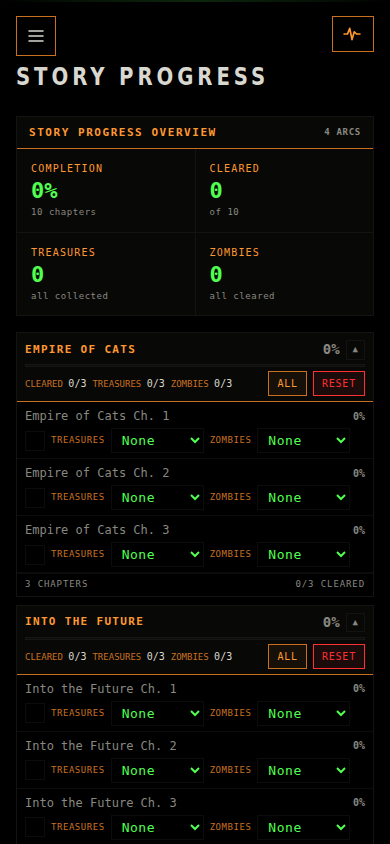 STORY PROGRESS
STORY PROGRESS OVERVIEW 4 ARCS
COMPLETION
0%
10 chapters
CLEARED
0
of 10
TREASURES
0
all collected
ZOMBIES
0
all cleared
EMPIRE OF CATS 0% ▲
CLEARED 0/3 TREASURES 0/3 ZOMBIES 0/3 ALL RESET
Empire of Cats Ch. 1 0%
TREASURES None ZOMBIES None
Empire of Cats Ch. 2 0%
TREASURES None ZOMBIES None
Empire of Cats Ch. 3 0%
TREASURES None ZOMBIES None
3 CHAPTERS 0/3 CLEARED
INTO THE FUTURE 0% ▲
CLEARED 0/3 TREASURES 0/3 ZOMBIES 0/3 ALL RESET
Into the Future Ch. 1 0%
TREASURES None ZOMBIES None
Into the Future Ch. 2 0%
TREASURES None ZOMBIES None
Into the Future Ch. 3 0%
TREASURES None ZOMBIES None